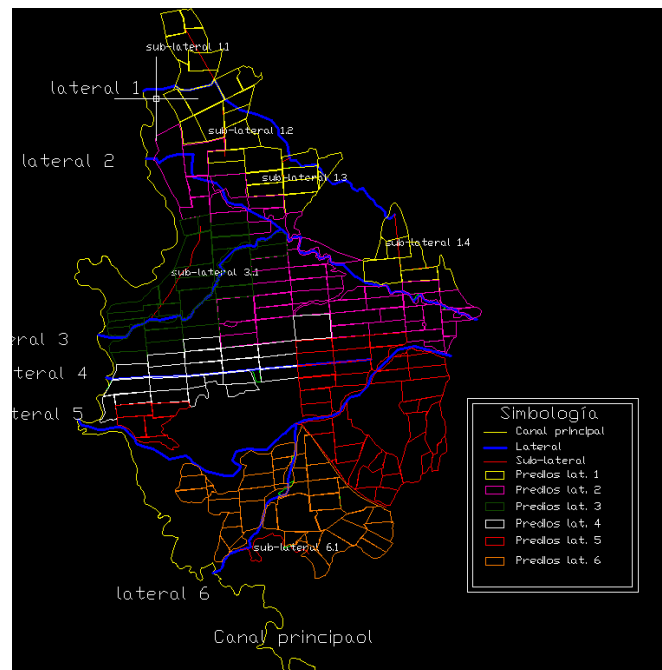 sub-lateral 1.1
lateral 1
sub-lateral 1.2
lateral 2
sub-lateral 1.3
sub-lateral 1.4
sub-lateral 3.1
eral 3
teral 4
ateral 5
Simbología
Canal principal
Lateral
Sub-lateral
Predios lat. 1
Predios lat. 2
Predios lat. 3
Predios lat. 4
Predios lat. 5
Predios lat. 6
sub-lateral 6.1
lateral 6
Canal principaol